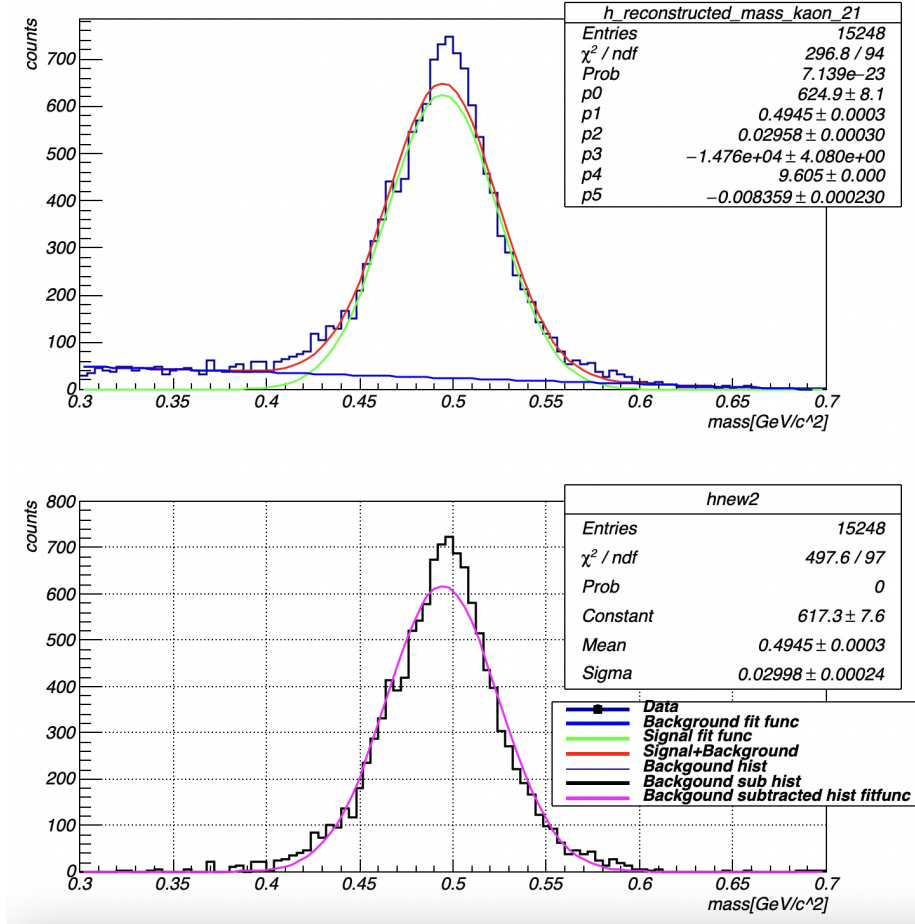 h_reconstructed_mass_kaon_21
Entries 15248
χ² / ndf 296.8 / 94
Prob 7.139e−23
p0 624.9 ± 8.1
p1 0.4945 ± 0.0003
p2 0.02958 ± 0.00030
p3 −1.476e+04 ± 4.080e+00
p4 9.605 ± 0.000
p5 −0.008359 ± 0.000230
counts
700
600
500
400
300
200
100
0
0.3 0.35 0.4 0.45 0.5 0.55 0.6 0.65 0.7
mass[GeV/c^2]
hnew2
Entries 15248
χ² / ndf 497.6 / 97
Prob 0
Constant 617.3 ± 7.6
Mean 0.4945 ± 0.0003
Sigma 0.02998 ± 0.00024
counts
800
700
600
500
400
300
200
100
0
Data
Background fit func
Signal fit func
Signal+Background
Backgound hist
Backgound sub hist
Backgound subtracted hist fitfunc
0.3 0.35 0.4 0.45 0.5 0.55 0.6 0.65 0.7
mass[GeV/c^2]